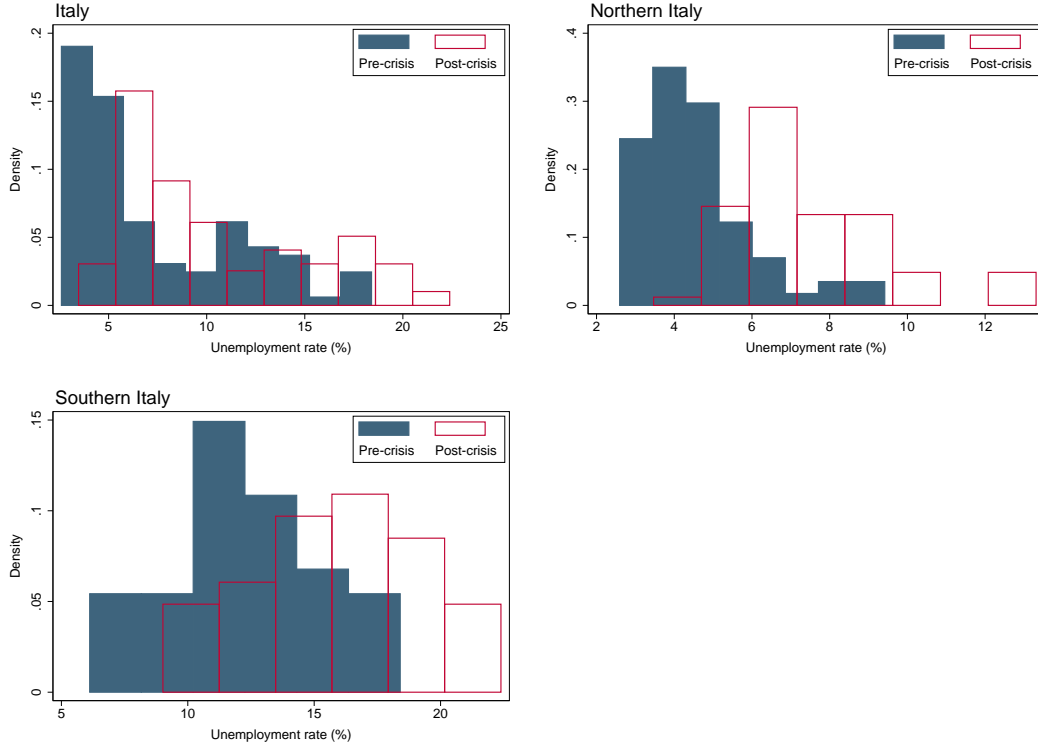 Italy
.2
.15
.1
.05
0
Density
5 10 15 20 25
Unemployment rate (%)
Pre-crisis Post-crisis
Northern Italy
.4
.3
.2
.1
0
Density
2 4 6 8 10 12
Unemployment rate (%)
Pre-crisis Post-crisis
Southern Italy
.15
.1
.05
0
Density
5 10 15 20
Unemployment rate (%)
Pre-crisis Post-crisis